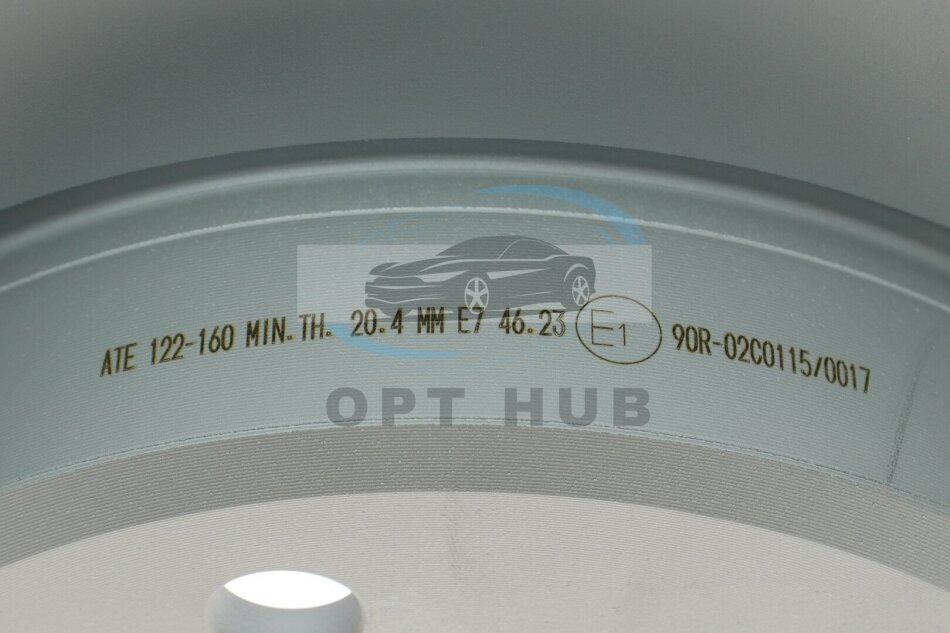 ATE 122-160 MIN.TH. 20.4 MM E7 46.23 E1 90R-02C0115/0017
OPT HUB